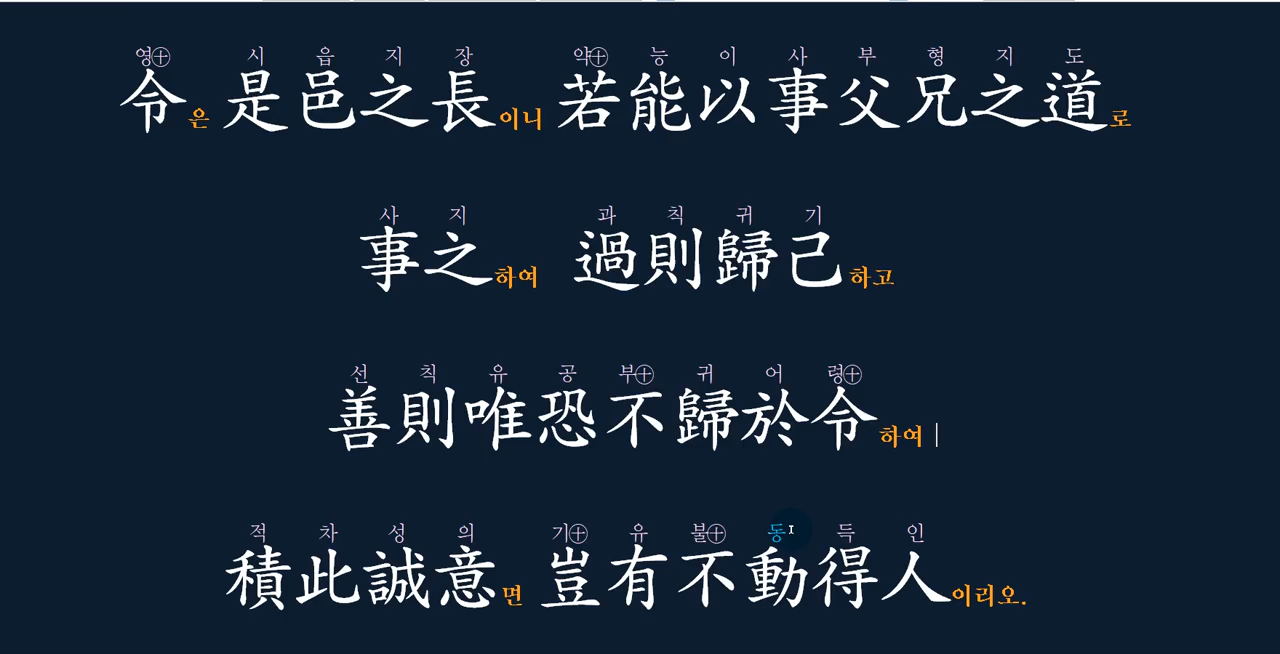 영㊉ 시 읍 지 장 약㊉ 능 이 사 부 형 지 도
令은 是邑之長이니 若能以事父兄之道로
사 지 과 칙 귀 기
事之하여 過則歸己하고
선 칙 유 공 부㊉ 귀 어 령㊉
善則唯恐不歸於令하여
적 차 성 의 기㊉ 유 불㊉ 동 득 인
積此誠意면 豈有不動得人이리오.